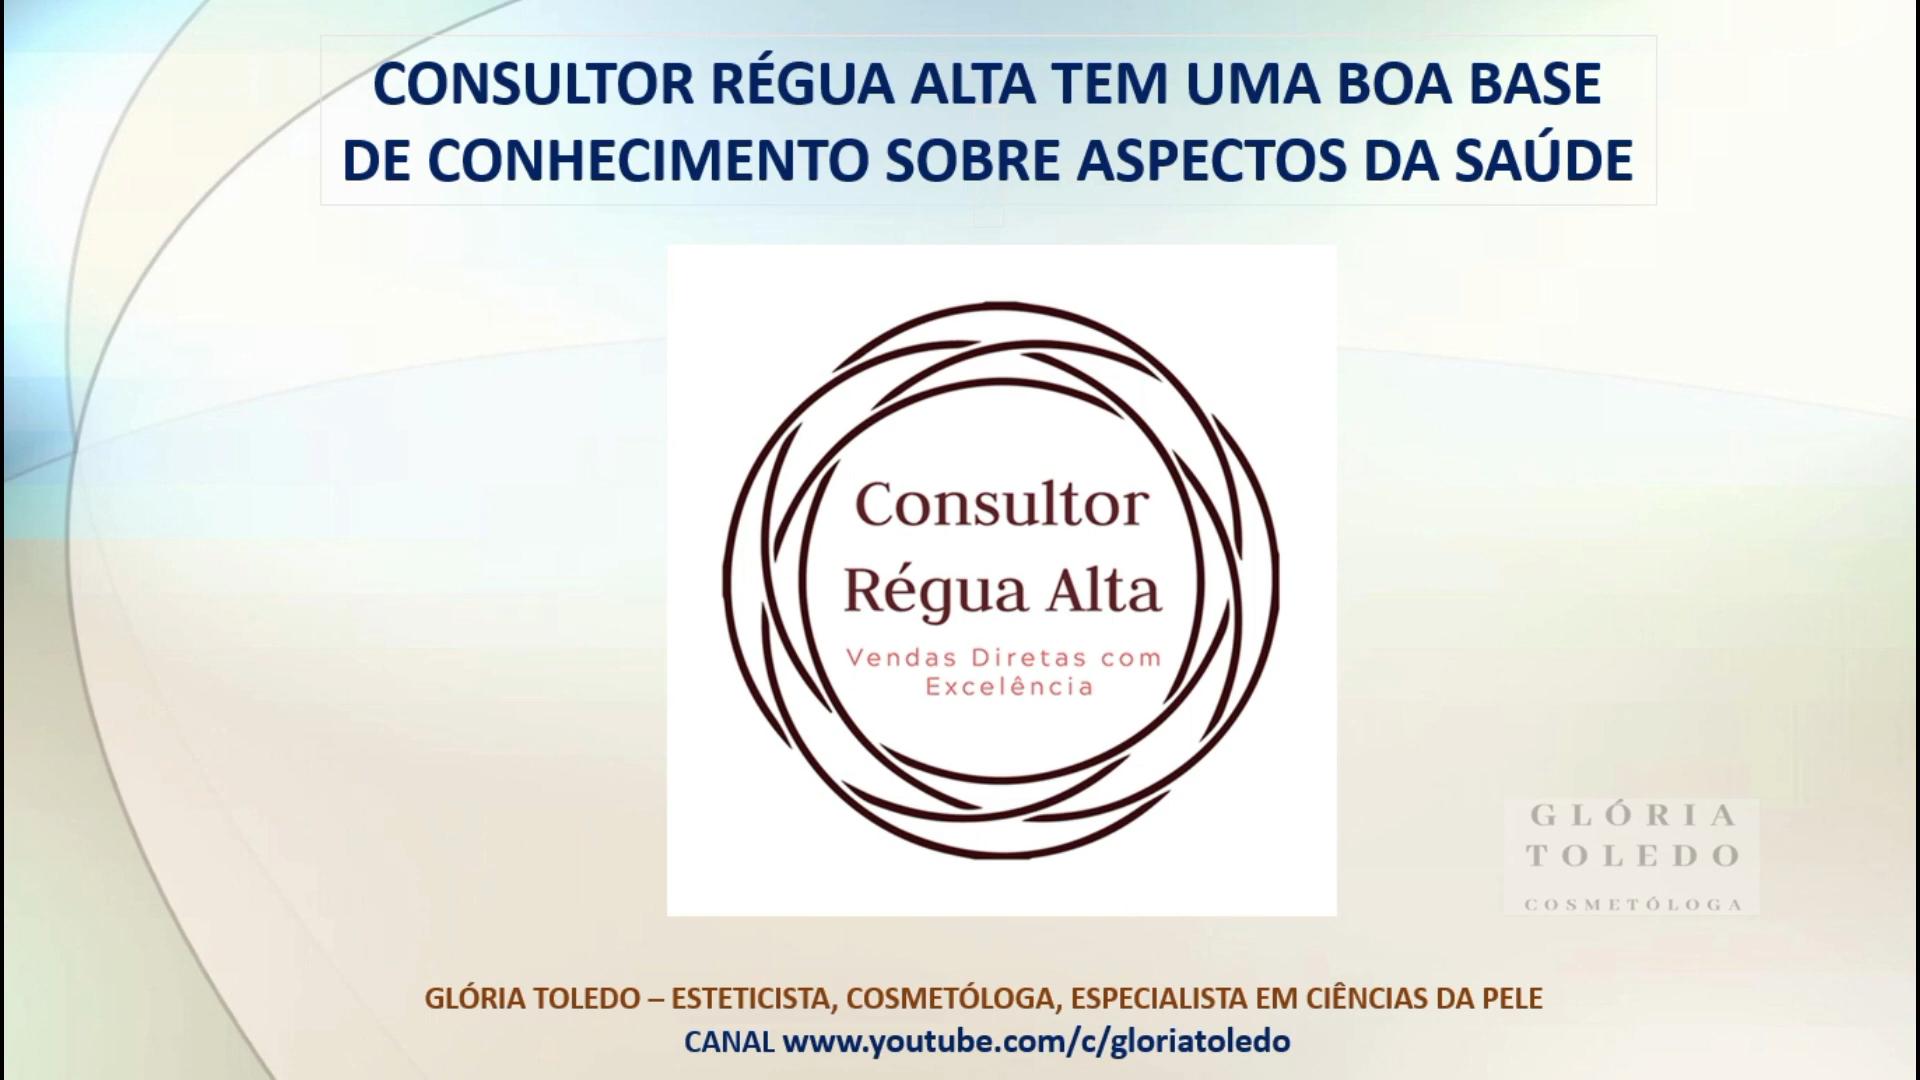 CONSULTOR RÉGUA ALTA TEM UMA BOA BASE
DE CONHECIMENTO SOBRE ASPECTOS DA SAÚDE
Consultor
Régua Alta
Vendas Diretas com
Excelência
GLÓRIA
TOLEDO
COSMETÓLOGA
GLÓRIA TOLEDO – ESTETICISTA, COSMETÓLOGA, ESPECIALISTA EM CIÊNCIAS DA PELE
CANAL www.youtube.com/c/gloriatoledo